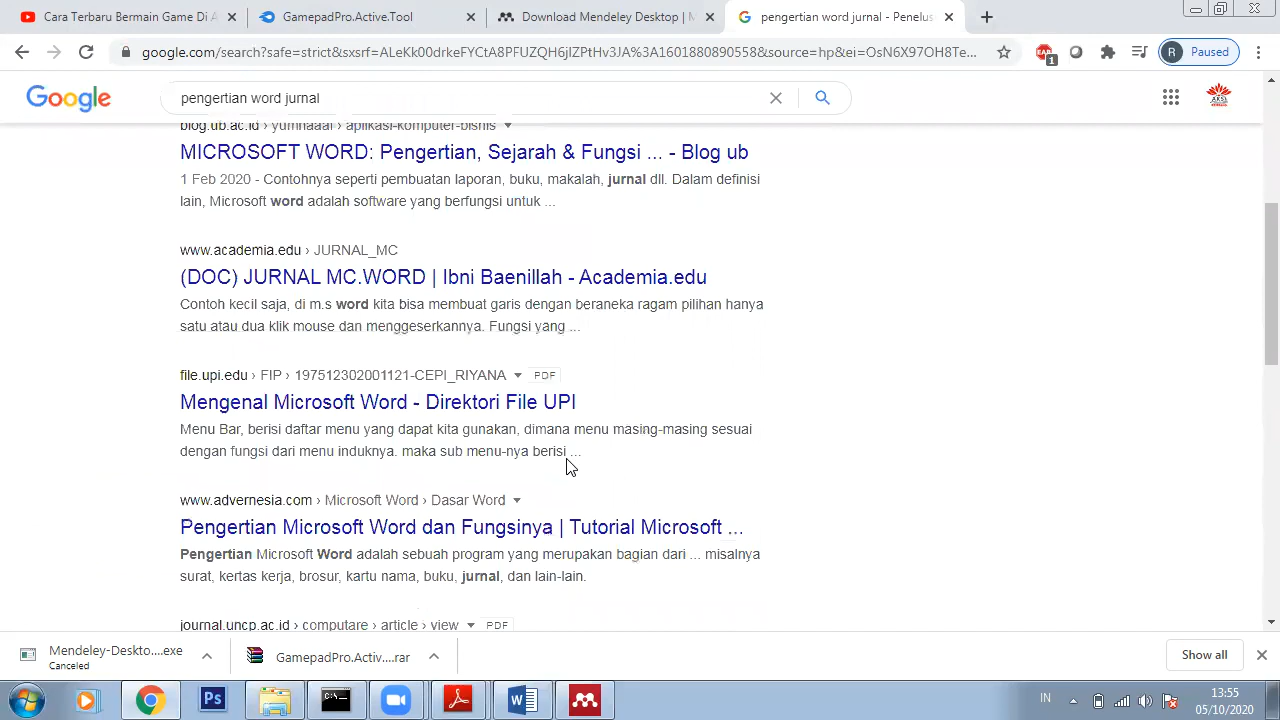 Cara Terbaru Bermain Game Di A
GamepadPro.Active.Tool
Download Mendeley Desktop | M
pengertian word jurnal - Penelus
google.com/search?safe=strict&sxsrf=ALeKk00drkeFYCtA8PFUZQH6jlZPtHv3JA%3A1601880890558&source=hp&ei=OsN6X97OH8Te...
1
R Paused
Google
pengertian word jurnal
blog.ub.ac.id › yumnaaal › aplikasi-komputer-bisnis
MICROSOFT WORD: Pengertian, Sejarah & Fungsi ... - Blog ub
1 Feb 2020 - Contohnya seperti pembuatan laporan, buku, makalah, jurnal dll. Dalam definisi
lain, Microsoft word adalah software yang berfungsi untuk ...
www.academia.edu › JURNAL_MC
(DOC) JURNAL MC.WORD | Ibni Baenillah - Academia.edu
Contoh kecil saja, di m.s word kita bisa membuat garis dengan beraneka ragam pilihan hanya
satu atau dua klik mouse dan menggeserkannya. Fungsi yang ...
file.upi.edu › FIP › 197512302001121-CEPI_RIYANA PDF
Mengenal Microsoft Word - Direktori File UPI
Menu Bar, berisi daftar menu yang dapat kita gunakan, dimana menu masing-masing sesuai
dengan fungsi dari menu induknya. maka sub menu-nya berisi ...
www.advernesia.com › Microsoft Word › Dasar Word
Pengertian Microsoft Word dan Fungsinya | Tutorial Microsoft ...
Pengertian Microsoft Word adalah sebuah program yang merupakan bagian dari ... misalnya
surat, kertas kerja, brosur, kartu nama, buku, jurnal, dan lain-lain.
journal.uncp.ac.id › computare › article › view PDF
Mendeley-Deskto....exe
Canceled
GamepadPro.Activ....rar
Show all
Ps
IN
13:55
05/10/2020